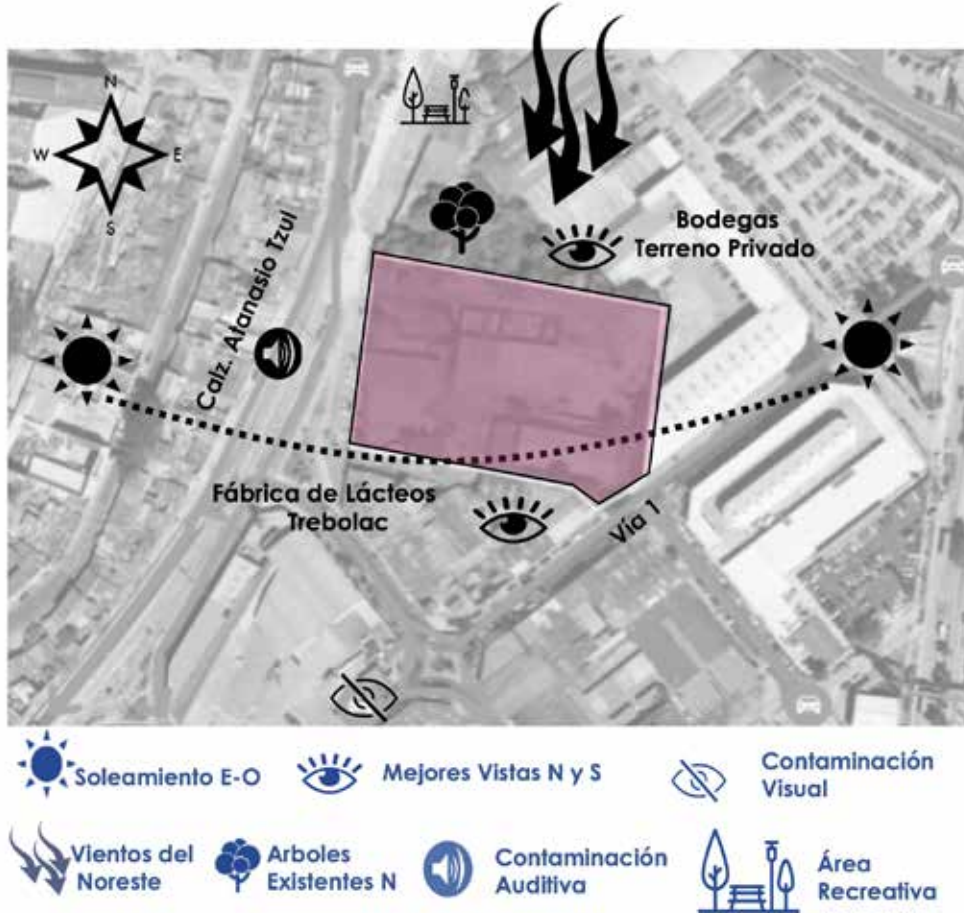 N
W
E
S
Bodegas
Terreno Privado
Calz. Atanasio Tzul
Fábrica de Lácteos
Trebolac
Vía 1
Soleamiento E-O
Mejores Vistas N y S
Contaminación
Visual
Vientos del
Noreste
Arboles
Existentes N
Contaminación
Auditiva
Área
Recreativa